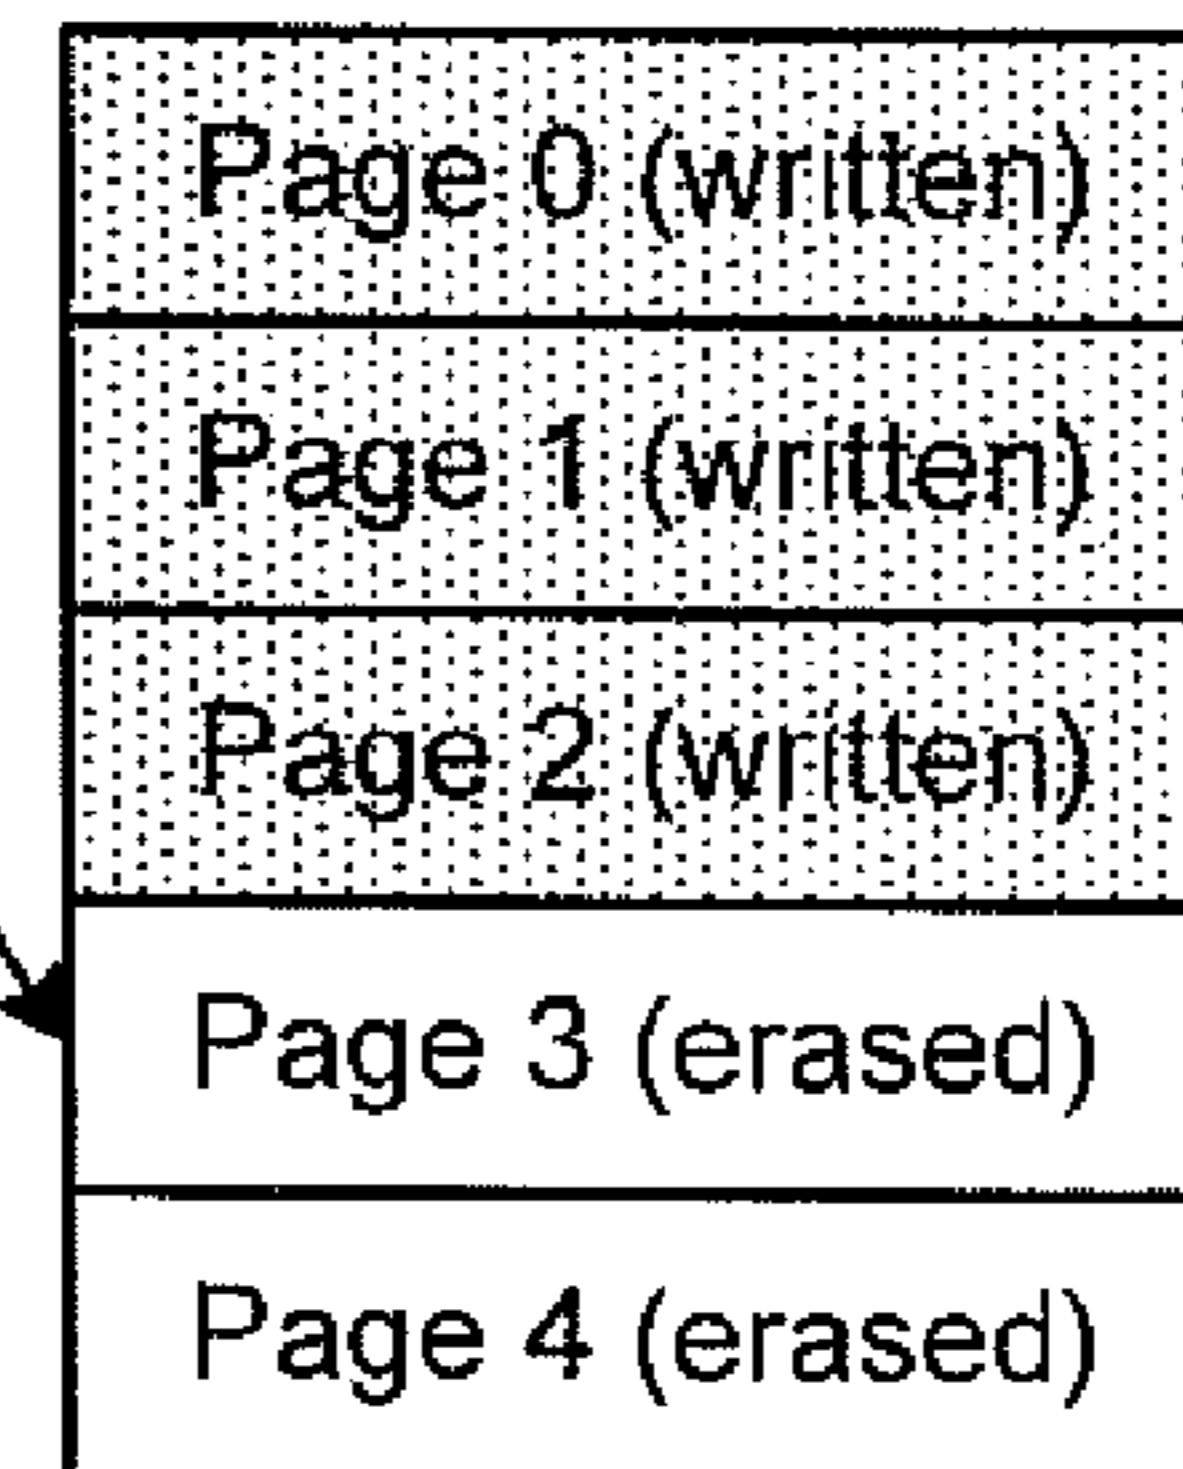 Page 0 (written)
Page 1 (written)
Page 2 (written)
Page 3 (erased)
Page 4 (erased)